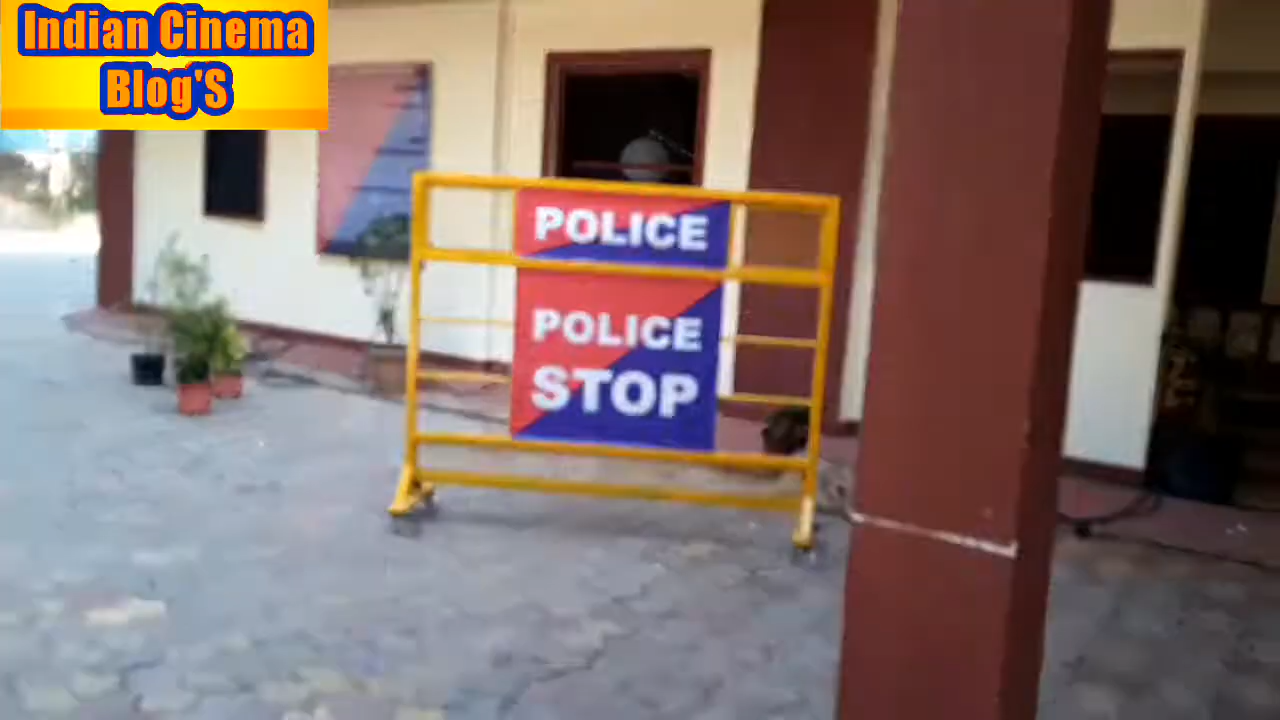 Indian Cinema
Blog'S
POLICE
POLICE
STOP